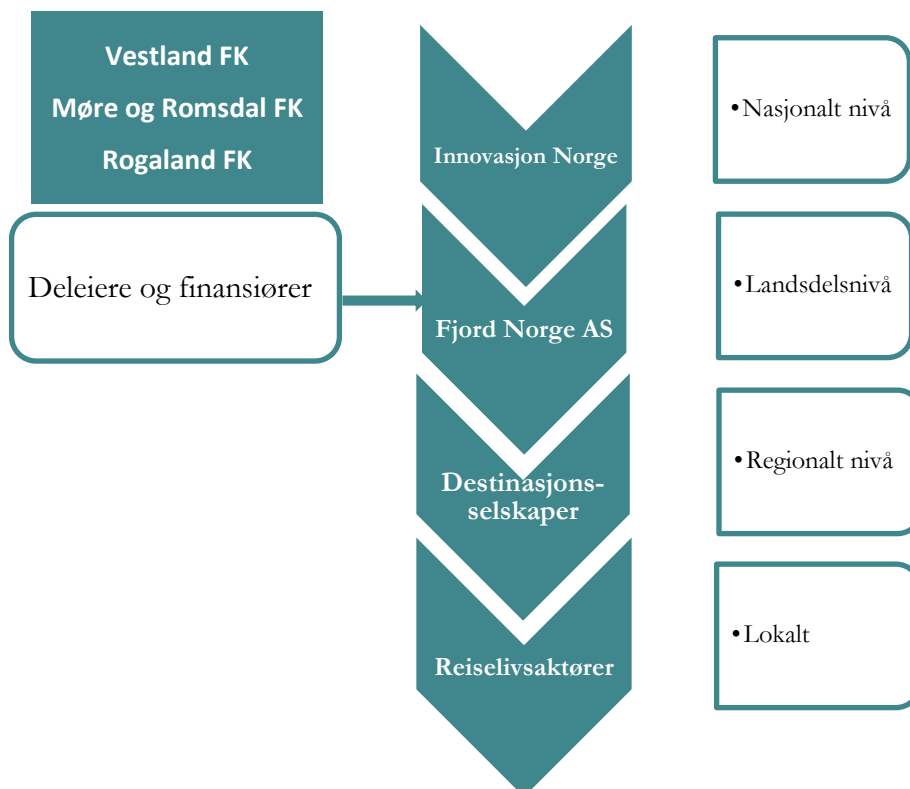 Vestland FK
Møre og Romsdal FK
Rogaland FK
Deleiere og finansiører
Innovasjon Norge
Fjord Norge AS
Destinasjons-
selskaper
Reiselivsaktører
•Nasjonalt nivå
•Landsdelsnivå
•Regionalt nivå
•Lokalt